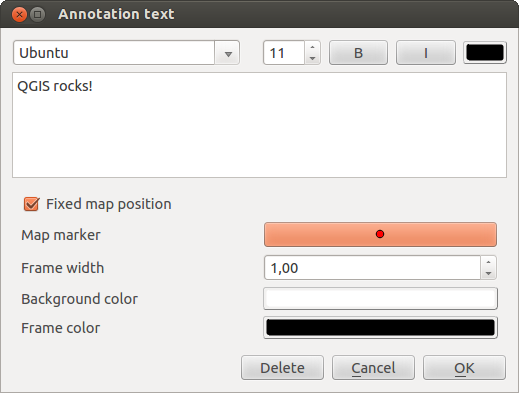 Annotation text
Ubuntu 11 B I
QGIS rocks!
Fixed map position
Map marker
Frame width 1,00
Background color
Frame color
Delete Cancel OK